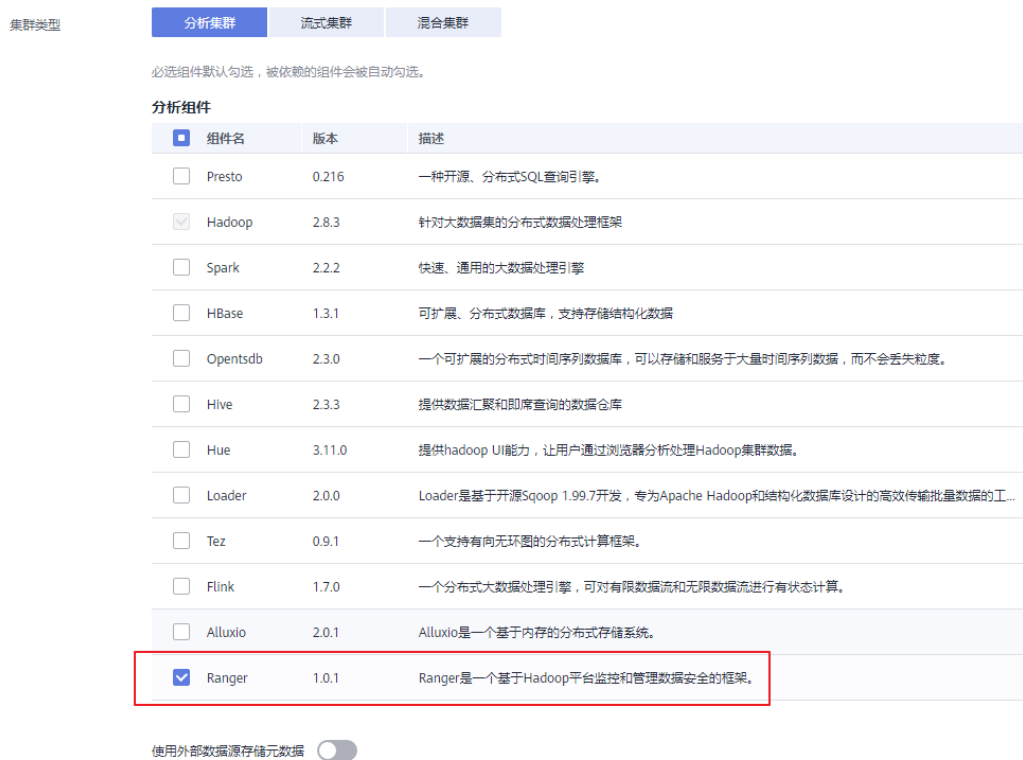 集群类型
分析集群 流式集群 混合集群
必选组件默认勾选，被依赖的组件会被自动勾选。
分析组件
组件名 版本 描述
Presto 0.216 一种开源、分布式SQL查询引擎。
Hadoop 2.8.3 针对大数据集的分布式数据处理框架
Spark 2.2.2 快速、通用的大数据处理引擎
HBase 1.3.1 可扩展、分布式数据库，支持存储结构化数据
Opentsdb 2.3.0 一个可扩展的分布式时间序列数据库，可以存储和服务于大量时间序列数据，而不会丢失粒度。
Hive 2.3.3 提供数据汇聚和即席查询的数据仓库
Hue 3.11.0 提供hadoop UI能力，让用户通过浏览器分析处理Hadoop集群数据。
Loader 2.0.0 Loader是基于开源Sqoop 1.99.7开发，专为Apache Hadoop和结构化数据库设计的高效传输批量数据的工...
Tez 0.9.1 一个支持有向无环图的分布式计算框架。
Flink 1.7.0 一个分布式大数据处理引擎，可对有限数据流和无限数据流进行有状态计算。
Alluxio 2.0.1 Alluxio是一个基于内存的分布式存储系统。
Ranger 1.0.1 Ranger是一个基于Hadoop平台监控和管理数据安全的框架。
使用外部数据源存储元数据